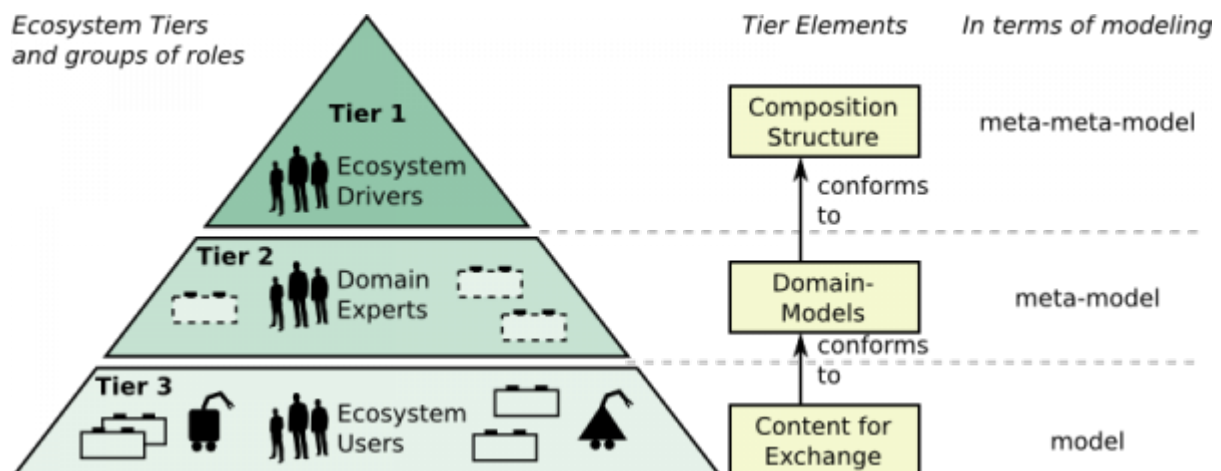 Ecosystem Tiers
and groups of roles
Tier Elements
In terms of modeling
Tier 1
Ecosystem
Drivers
Composition
Structure
meta-meta-model
conforms
to
Tier 2
Domain
Experts
Domain-
Models
meta-model
conforms
to
Tier 3
Ecosystem
Users
Content for
Exchange
model